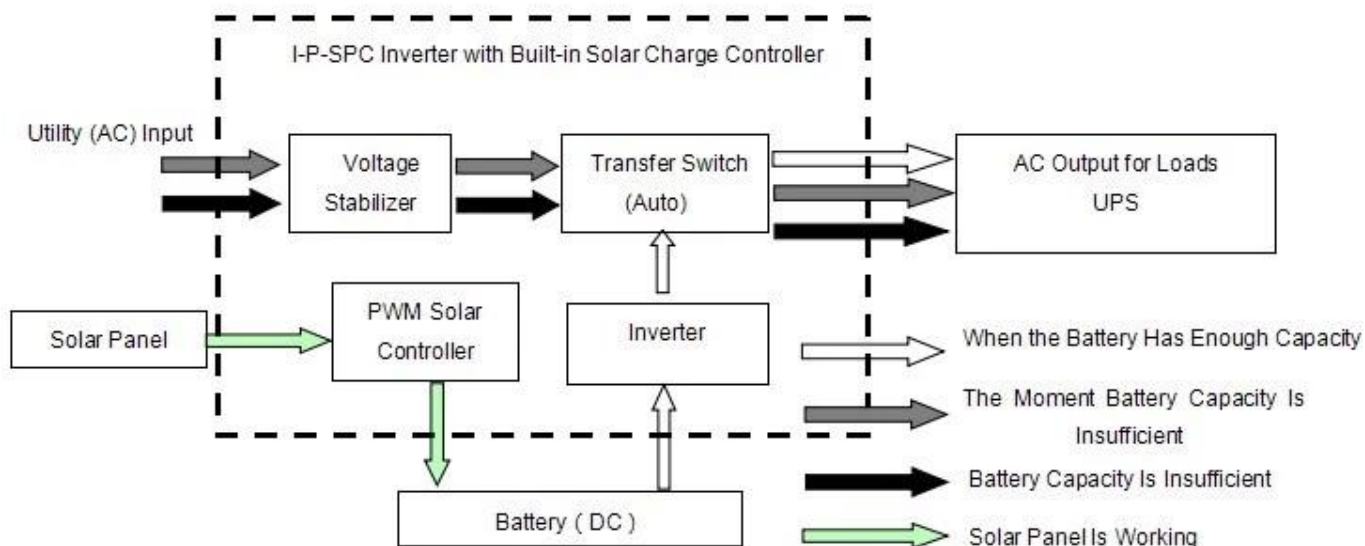 I-P-SPC Inverter with Built-in Solar Charge Controller
Utility (AC) Input
Voltage
Stabilizer
Transfer Switch
(Auto)
AC Output for Loads
UPS
Solar Panel
PWM Solar
Controller
Inverter
When the Battery Has Enough Capacity
The Moment Battery Capacity Is
Insufficient
Battery Capacity Is Insufficient
Battery ( DC )
Solar Panel Is Working